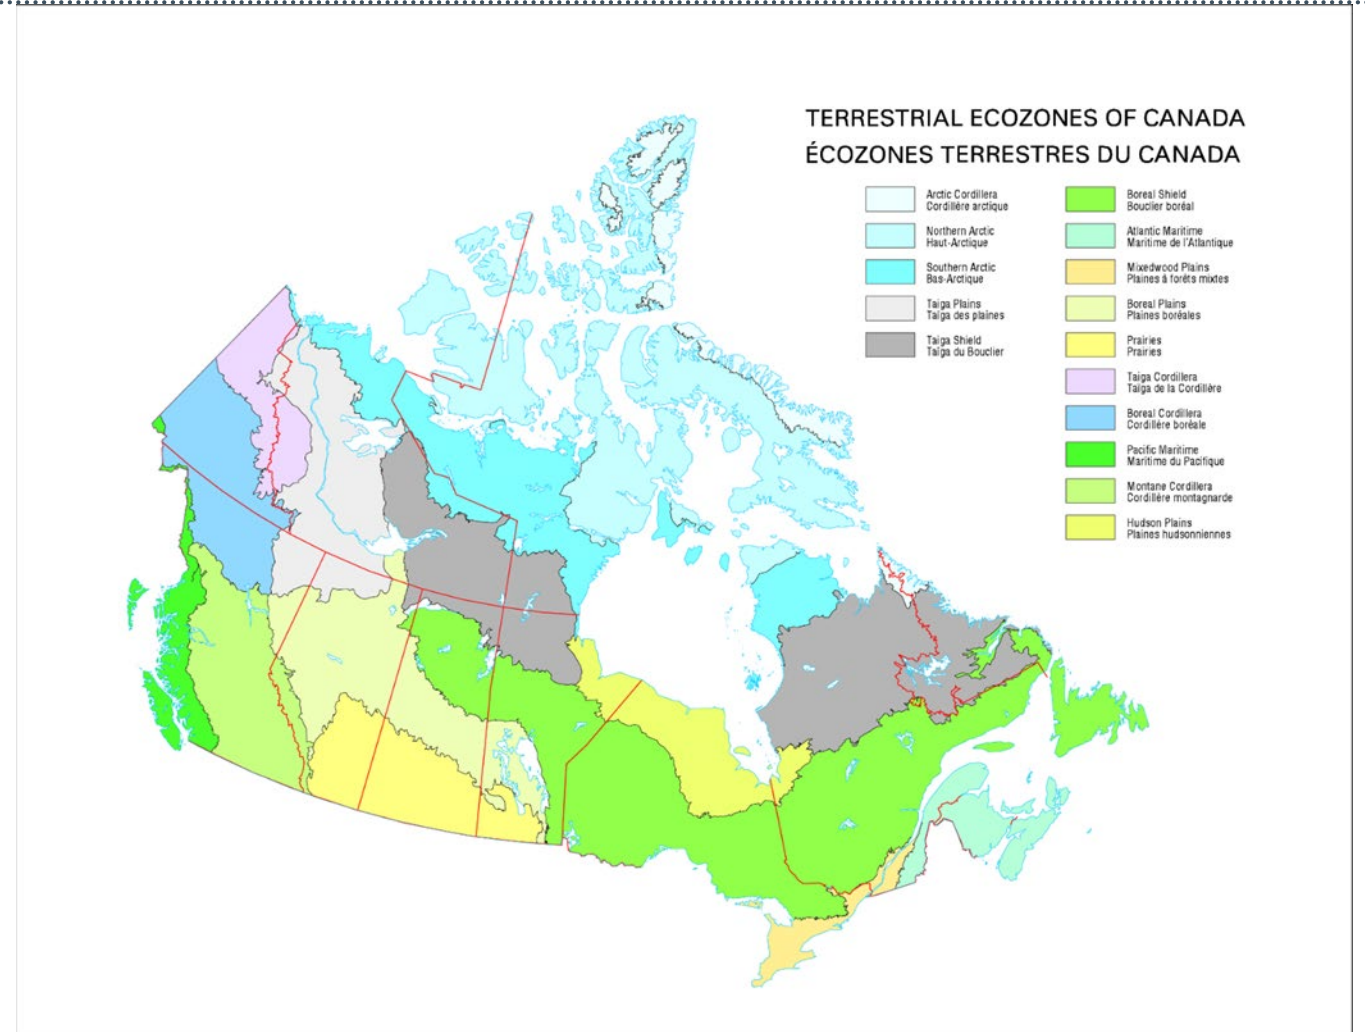 TERRESTRIAL ECOZONES OF CANADA
ÉCOZONES TERRESTRES DU CANADA
Arctic Cordillera
Cordillère arctique
Northern Arctic
Haut-Arctique
Southern Arctic
Bas-Arctique
Taiga Plains
Taïga des plaines
Taiga Shield
Taïga du Bouclier
Boreal Shield
Bouclier boréal
Atlantic Maritime
Maritime de l'Atlantique
Mixedwood Plains
Plaines à forêts mixtes
Boreal Plains
Plaines boréales
Prairies
Prairies
Taiga Cordillera
Taïga de la Cordillère
Boreal Cordillera
Cordillère boréale
Pacific Maritime
Maritime du Pacifique
Montane Cordillera
Cordillère montagnarde
Hudson Plains
Plaines hudsonniennes